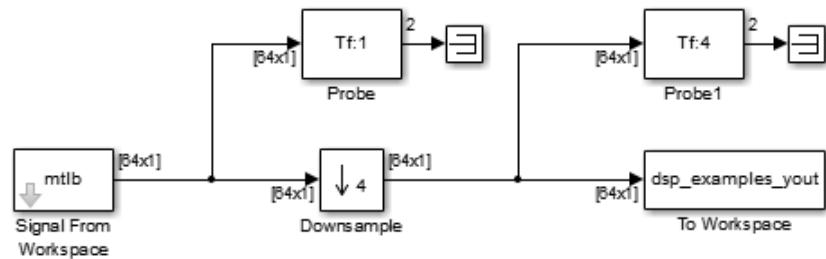 Tf:1
2
[64x1]
Probe
Tf:4
2
[64x1]
Probe1
mtlb
[64x1]
Signal From
Workspace
[64x1]
↓ 4
[64x1]
Downsample
[64x1]
dsp_examples_yout
To Workspace